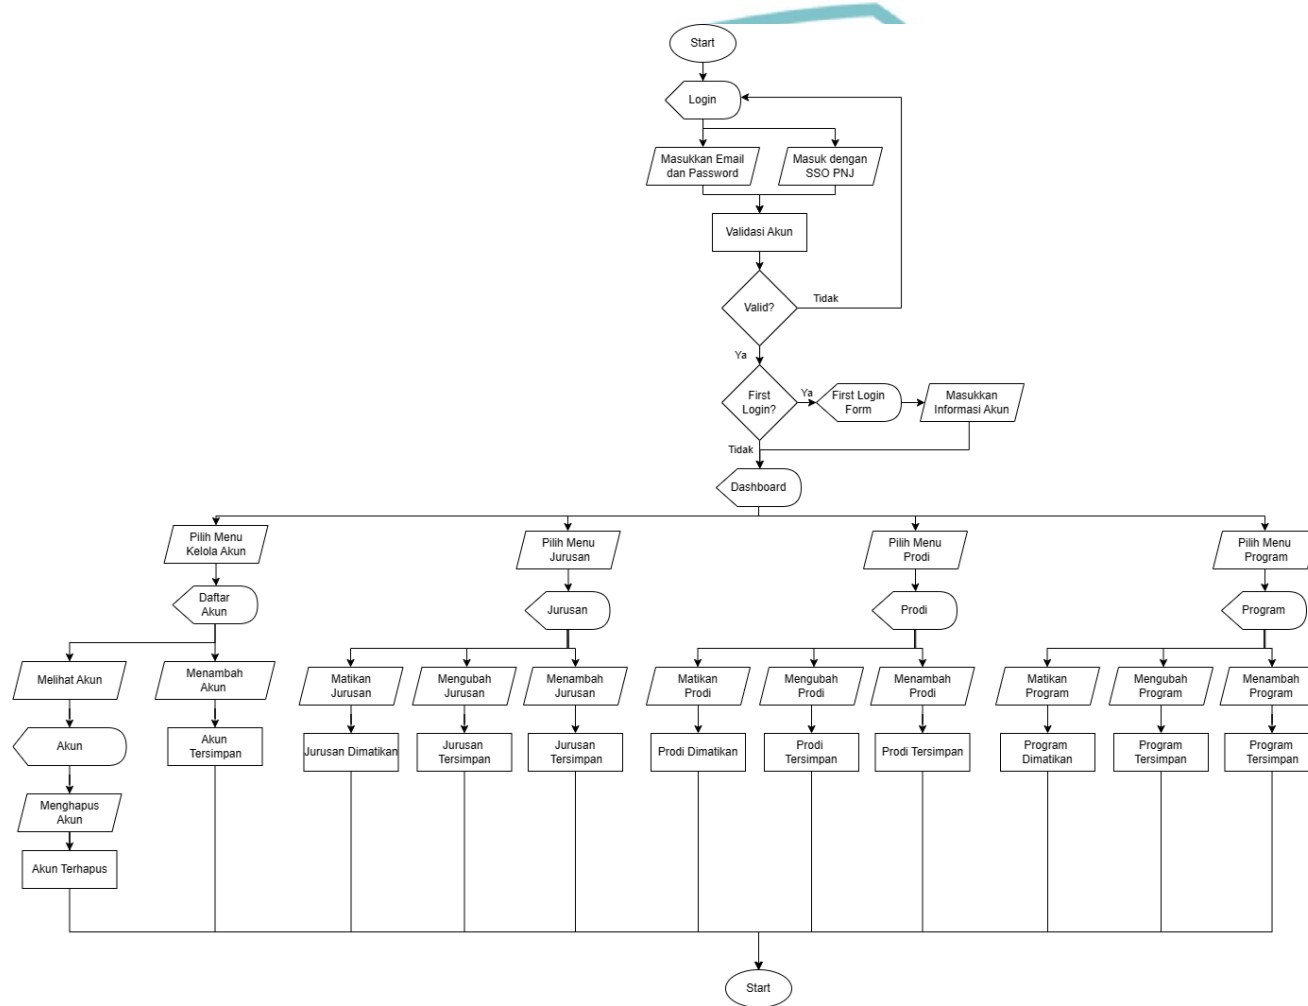 Start
Login
Masukkan Email
dan Password
Masuk dengan
SSO PNJ
Validasi Akun
Valid?
Tidak
Ya
First
Login?
Ya
First Login
Form
Masukkan
Informasi Akun
Tidak
Dashboard
Pilih Menu
Kelola Akun
Pilih Menu
Jurusan
Pilih Menu
Prodi
Pilih Menu
Program
Daftar
Akun
Jurusan
Prodi
Program
Melihat Akun
Menambah
Akun
Matikan
Jurusan
Mengubah
Jurusan
Menambah
Jurusan
Matikan
Prodi
Mengubah
Prodi
Menambah
Prodi
Matikan
Program
Mengubah
Program
Menambah
Program
Akun
Akun
Tersimpan
Jurusan Dimatikan
Jurusan
Tersimpan
Jurusan
Tersimpan
Prodi Dimatikan
Prodi
Tersimpan
Prodi Tersimpan
Program
Dimatikan
Program
Tersimpan
Program
Tersimpan
Menghapus
Akun
Akun Terhapus
Start